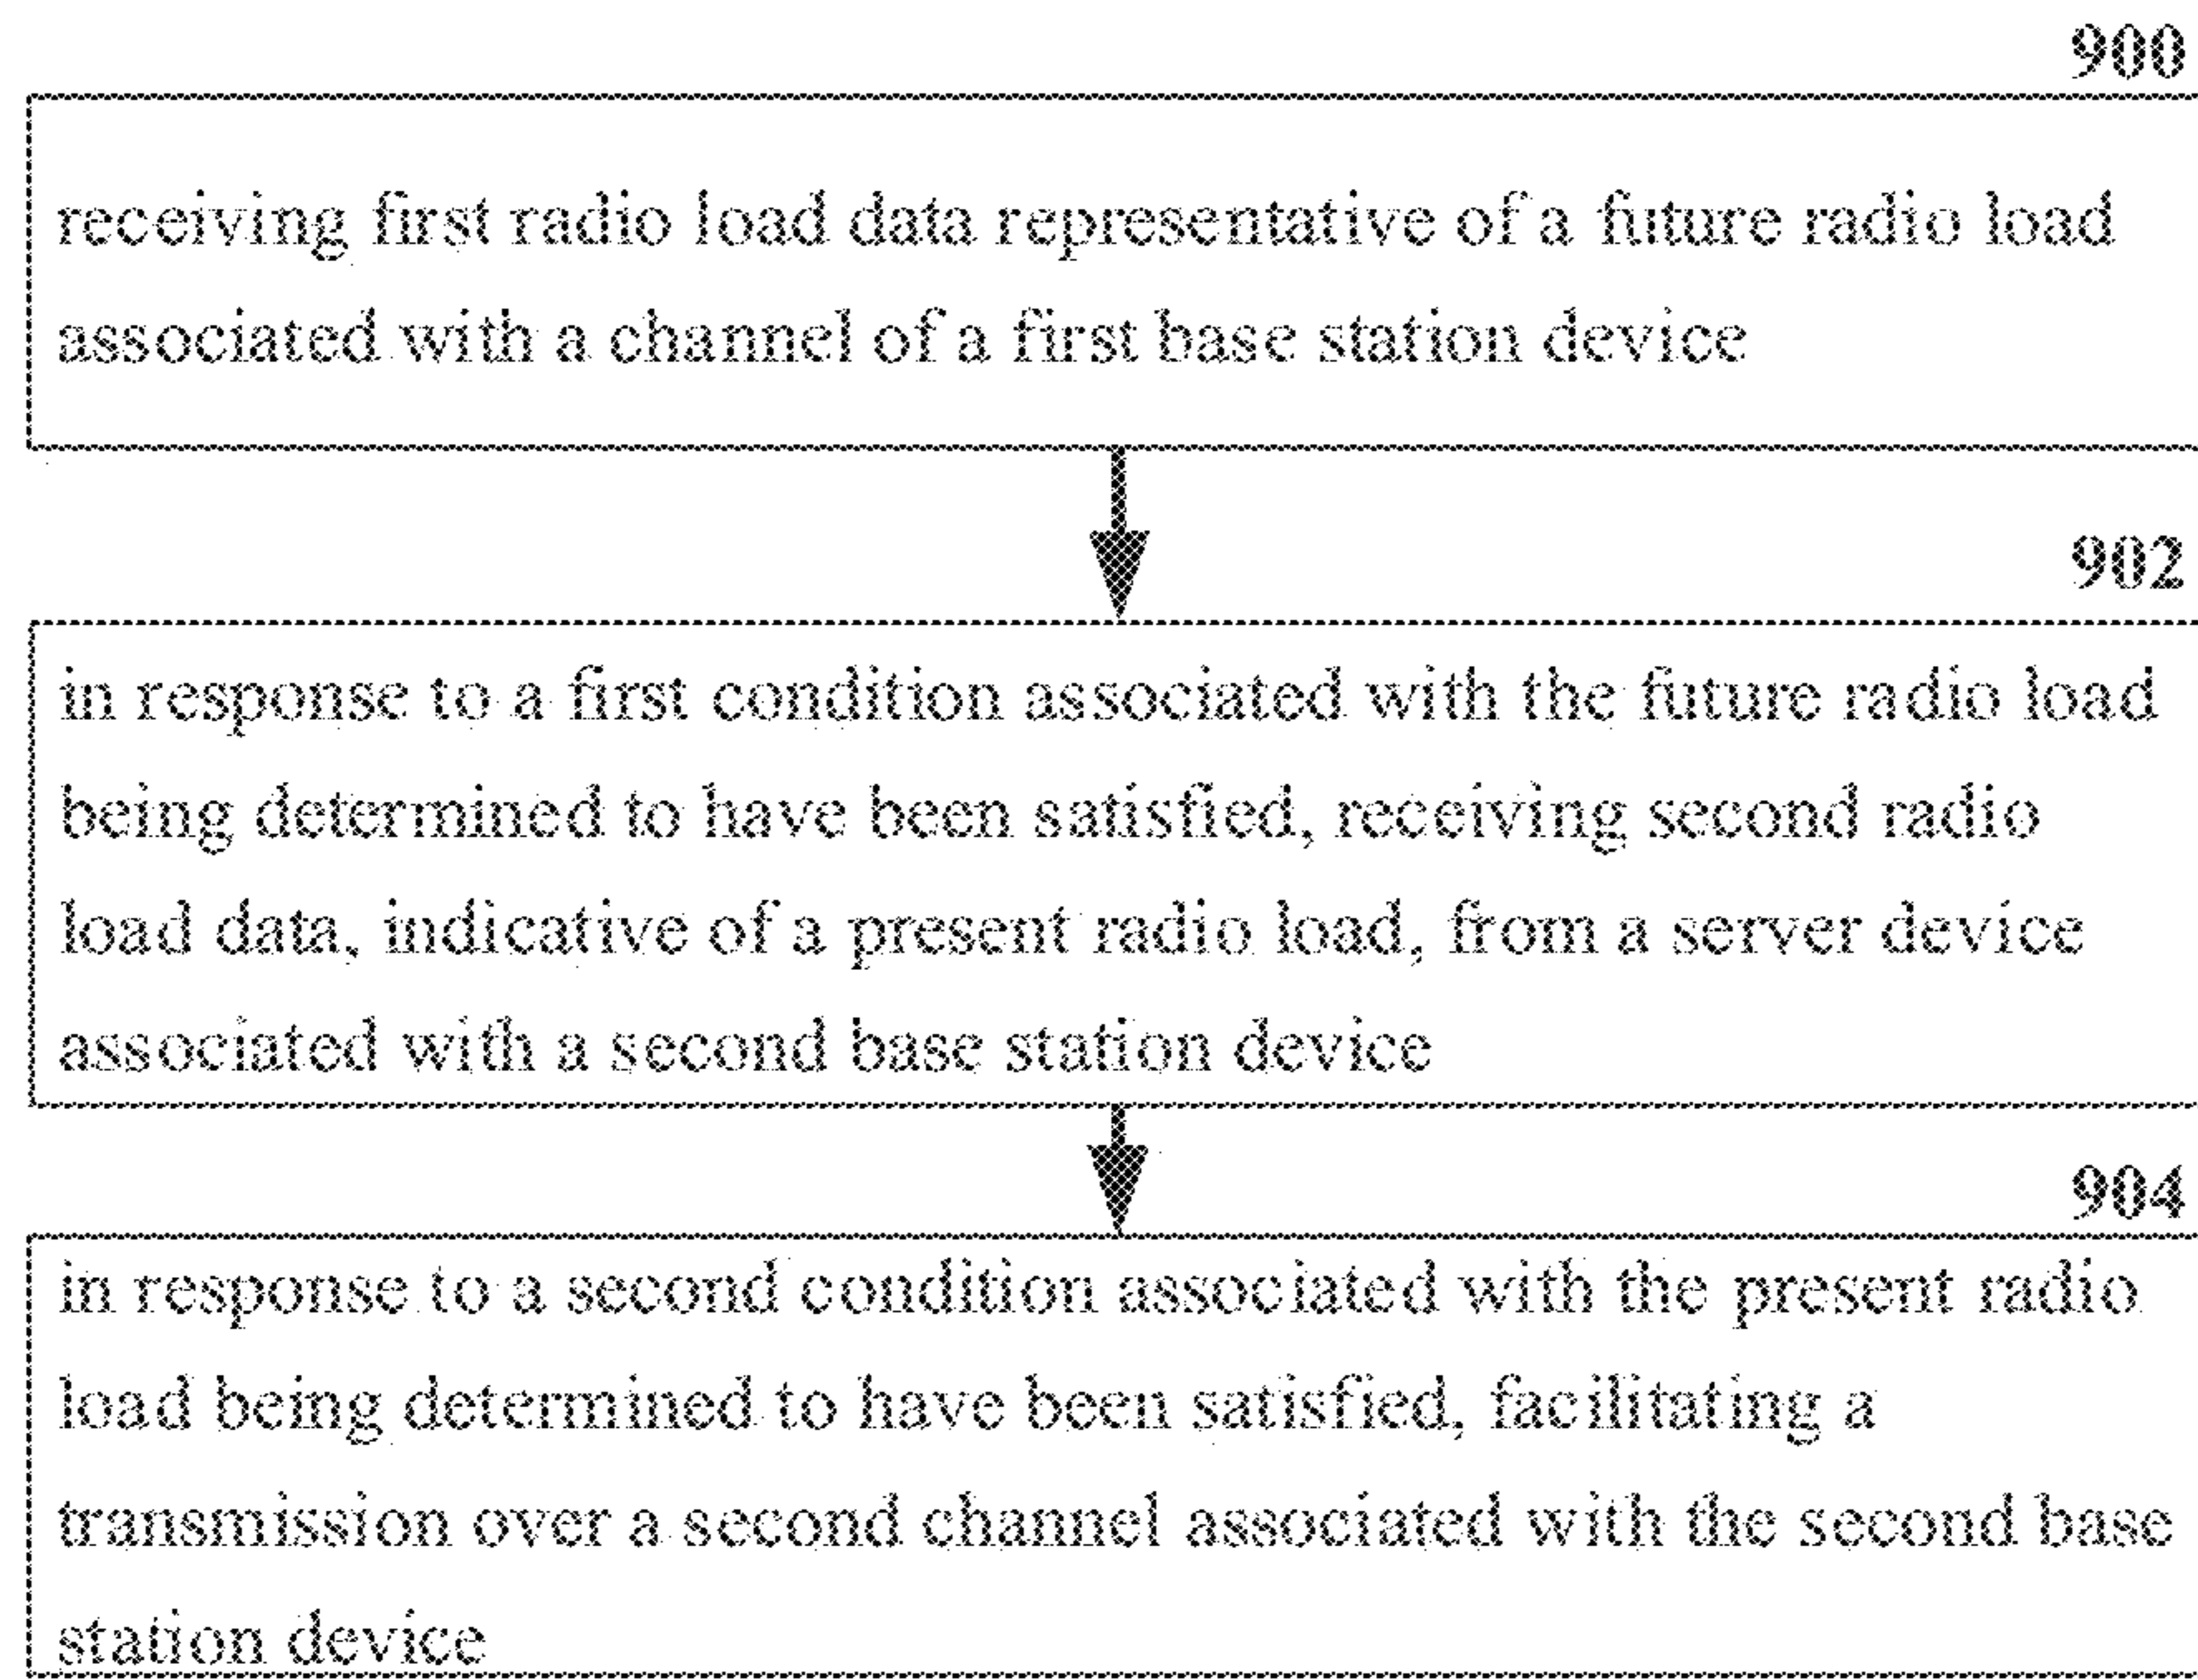 900
receiving first radio load data representative of a future radio load
associated with a channel of a first base station device
902
in response to a first condition associated with the future radio load
being determined to have been satisfied, receiving second radio
load data, indicative of a present radio load, from a server device
associated with a second base station device
904
in response to a second condition associated with the present radio
load being determined to have been satisfied, facilitating a
transmission over a second channel associated with the second base
station device